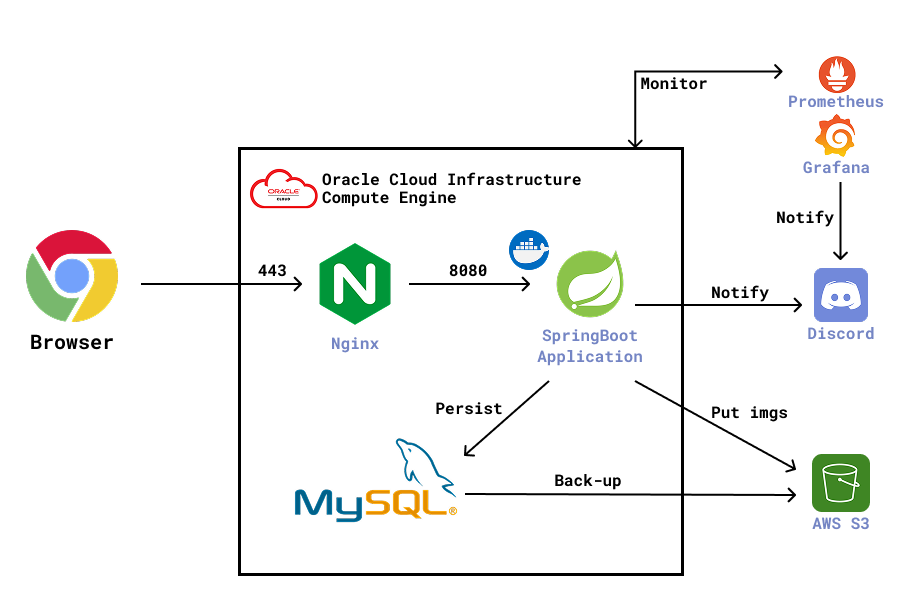 Monitor
Prometheus
Grafana
Notify
ORACLE
CLOUD
Oracle Cloud Infrastructure
Compute Engine
443
8080
N
Browser
Nginx
SpringBoot
Application
Notify
Discord
Persist
Put imgs
MySQL®
Back-up
AWS S3